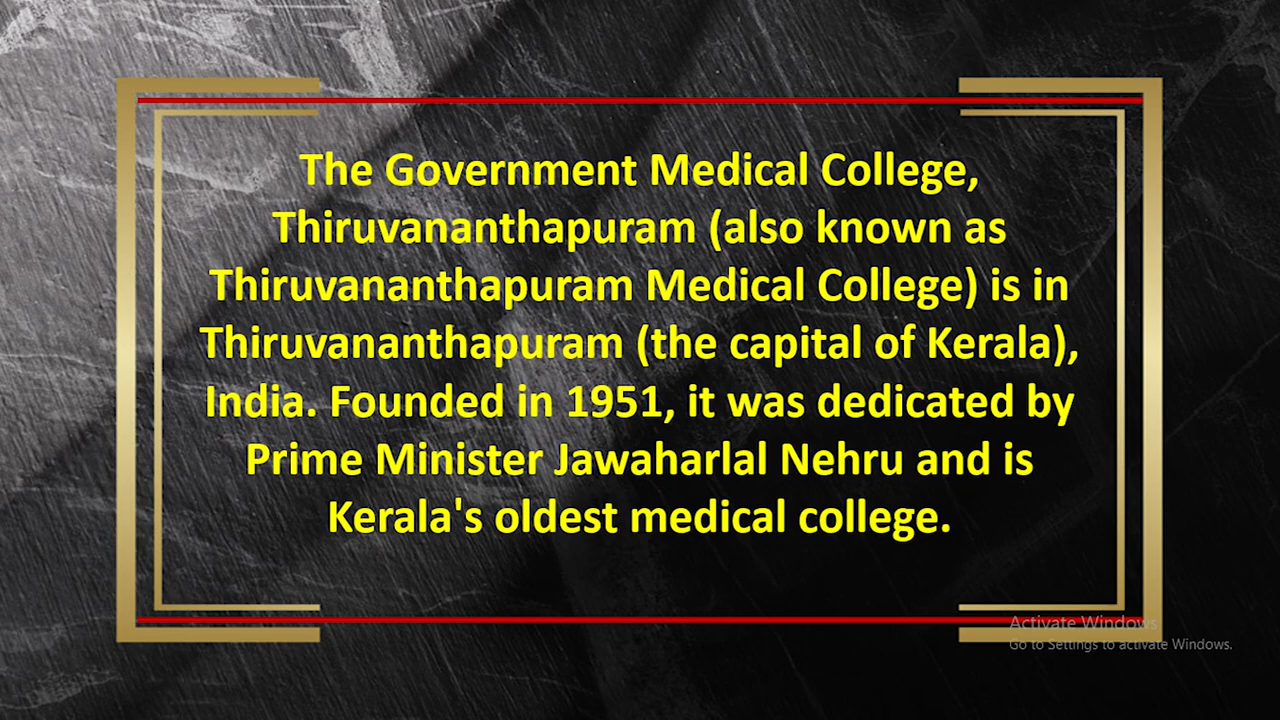 The Government Medical College,
Thiruvananthapuram (also known as
Thiruvananthapuram Medical College) is in
Thiruvananthapuram (the capital of Kerala),
India. Founded in 1951, it was dedicated by
Prime Minister Jawaharlal Nehru and is
Kerala's oldest medical college.
Activate Windows
Go to Settings to activate Windows.